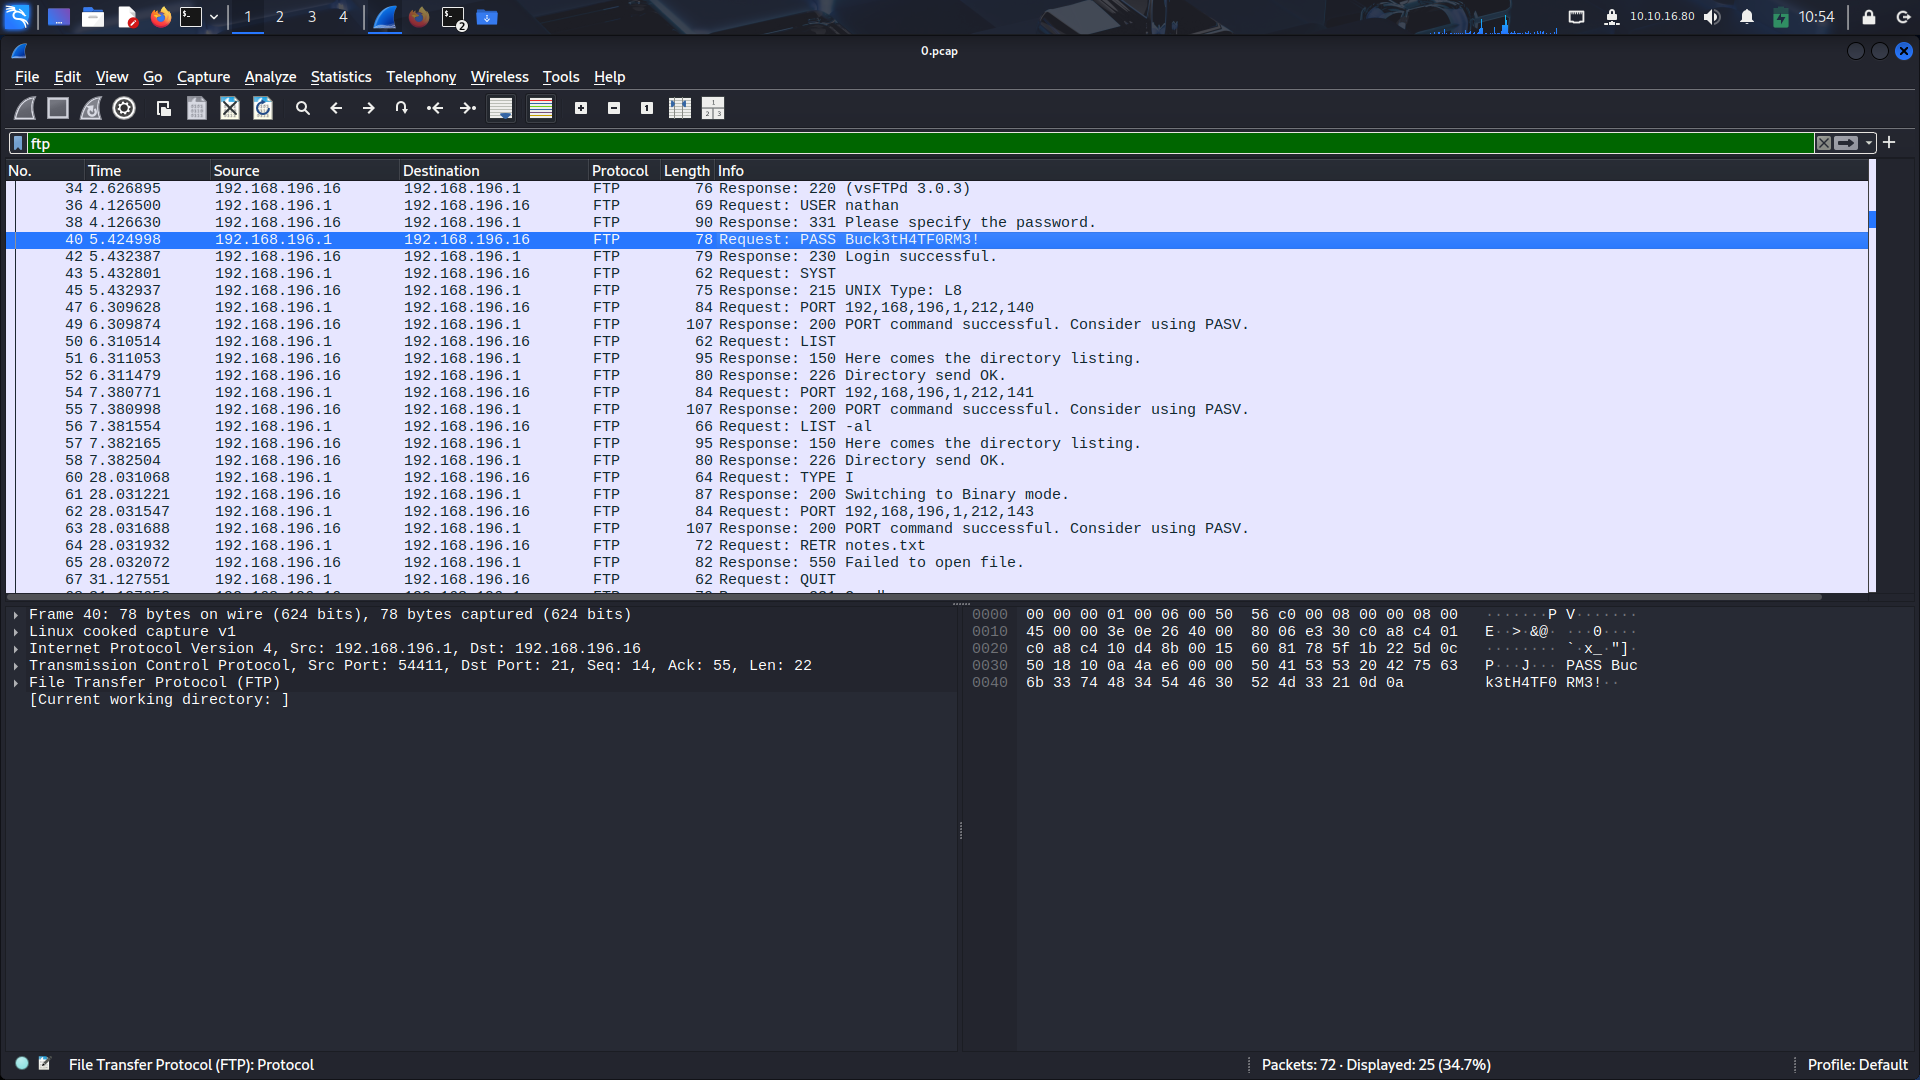 1 2 3 4 2 10.10.16.80 10:54
0.pcap
File Edit View Go Capture Analyze Statistics Telephony Wireless Tools Help
ftp
No. Time Source Destination Protocol Length Info
34 2.626895 192.168.196.16 192.168.196.1 FTP 76 Response: 220 (vsFTPd 3.0.3)
36 4.126500 192.168.196.1 192.168.196.16 FTP 69 Request: USER nathan
38 4.126630 192.168.196.16 192.168.196.1 FTP 90 Response: 331 Please specify the password.
40 5.424998 192.168.196.1 192.168.196.16 FTP 78 Request: PASS Buck3tH4TF0RM3!
42 5.432387 192.168.196.16 192.168.196.1 FTP 79 Response: 230 Login successful.
43 5.432801 192.168.196.1 192.168.196.16 FTP 62 Request: SYST
45 5.432937 192.168.196.16 192.168.196.1 FTP 75 Response: 215 UNIX Type: L8
47 6.309628 192.168.196.1 192.168.196.16 FTP 84 Request: PORT 192,168,196,1,212,140
49 6.309874 192.168.196.16 192.168.196.1 FTP 107 Response: 200 PORT command successful. Consider using PASV.
50 6.310514 192.168.196.1 192.168.196.16 FTP 62 Request: LIST
51 6.311053 192.168.196.16 192.168.196.1 FTP 95 Response: 150 Here comes the directory listing.
52 6.311479 192.168.196.16 192.168.196.1 FTP 80 Response: 226 Directory send OK.
54 7.380771 192.168.196.1 192.168.196.16 FTP 84 Request: PORT 192,168,196,1,212,141
55 7.380998 192.168.196.16 192.168.196.1 FTP 107 Response: 200 PORT command successful. Consider using PASV.
56 7.381554 192.168.196.1 192.168.196.16 FTP 66 Request: LIST -al
57 7.382165 192.168.196.16 192.168.196.1 FTP 95 Response: 150 Here comes the directory listing.
58 7.382504 192.168.196.16 192.168.196.1 FTP 80 Response: 226 Directory send OK.
60 28.031068 192.168.196.1 192.168.196.16 FTP 64 Request: TYPE I
61 28.031221 192.168.196.16 192.168.196.1 FTP 87 Response: 200 Switching to Binary mode.
62 28.031547 192.168.196.1 192.168.196.16 FTP 84 Request: PORT 192,168,196,1,212,143
63 28.031688 192.168.196.16 192.168.196.1 FTP 107 Response: 200 PORT command successful. Consider using PASV.
64 28.031932 192.168.196.1 192.168.196.16 FTP 72 Request: RETR notes.txt
65 28.032072 192.168.196.16 192.168.196.1 FTP 82 Response: 550 Failed to open file.
67 31.127551 192.168.196.1 192.168.196.16 FTP 62 Request: QUIT
Frame 40: 78 bytes on wire (624 bits), 78 bytes captured (624 bits)
Linux cooked capture v1
Internet Protocol Version 4, Src: 192.168.196.1, Dst: 192.168.196.16
Transmission Control Protocol, Src Port: 54411, Dst Port: 21, Seq: 14, Ack: 55, Len: 22
File Transfer Protocol (FTP)
[Current working directory: ]
0000 00 00 00 01 00 06 00 50 56 c0 00 08 00 00 08 00 ·······P V·······
0010 45 00 00 3e 0e 26 40 00 80 06 e3 30 c0 a8 c4 01 E··>·&@· ···0····
0020 c0 a8 c4 10 d4 8b 00 15 60 81 78 5f 1b 22 5d 0c ········ `·x_·"]·
0030 50 18 10 0a 4a e6 00 00 50 41 53 53 20 42 75 63 P···J··· PASS Buc
0040 6b 33 74 48 34 54 46 30 52 4d 33 21 0d 0a k3tH4TF0 RM3!··
File Transfer Protocol (FTP): Protocol Packets: 72 · Displayed: 25 (34.7%) Profile: Default